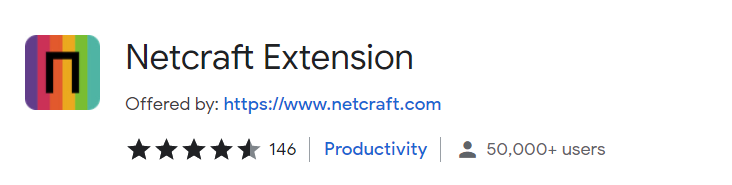 Netcraft Extension
Offered by: https://www.netcraft.com
146 Productivity 50,000+ users